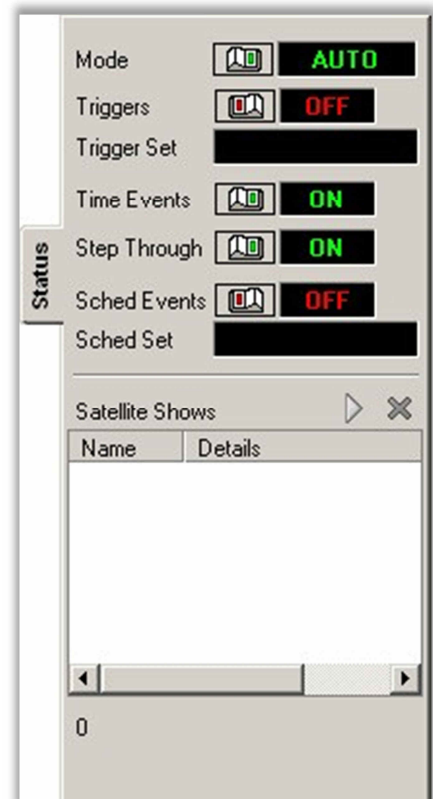 Mode AUTO
Triggers OFF
Trigger Set
Time Events ON
Step Through ON
Status
Sched Events OFF
Sched Set
Satellite Shows
Name Details
0